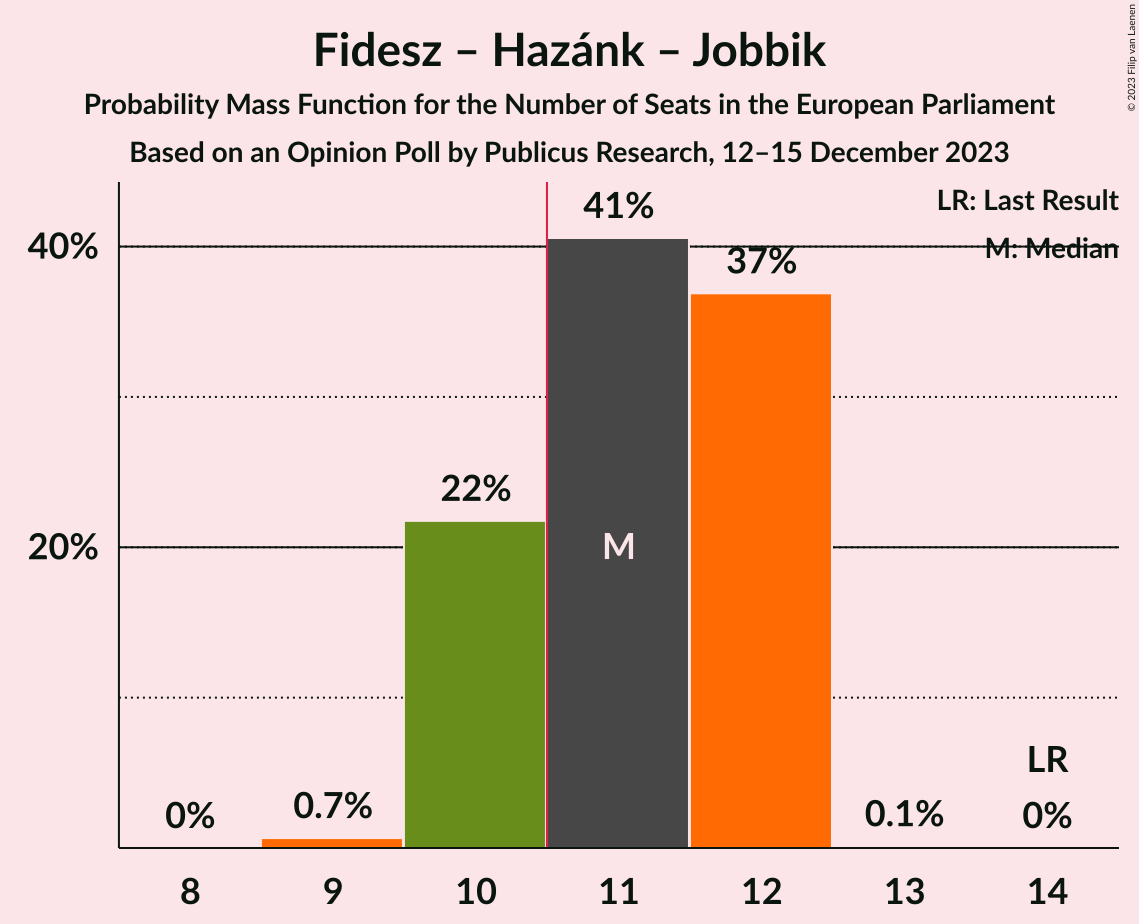 Fidesz – Hazánk – Jobbik
Probability Mass Function for the Number of Seats in the European Parliament
Based on an Opinion Poll by Publicus Research, 12–15 December 2023
© 2023 Filip van Laenen
LR: Last Result
M: Median
40%
20%
0%
0.7%
22%
41%
M
37%
0.1%
LR
0%
8 9 10 11 12 13 14